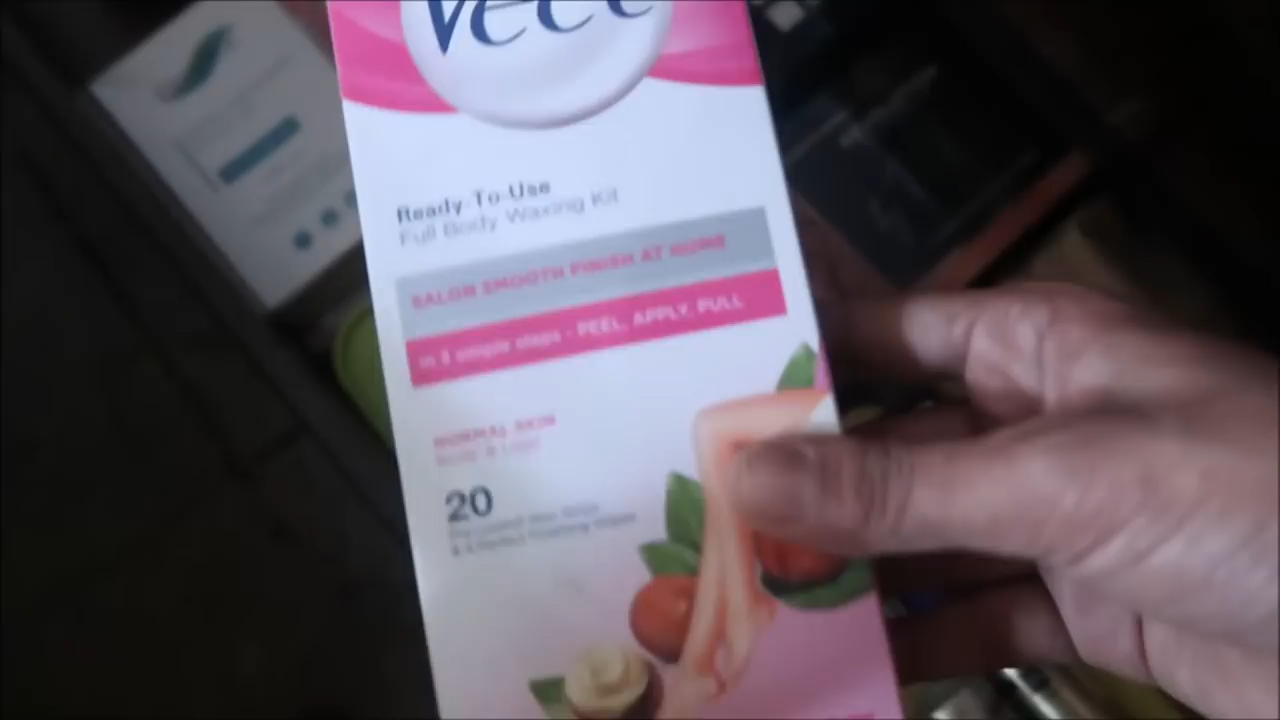 Veet
Ready-To-Use
Full Body Waxing Kit
SALON SMOOTH FINISH AT HOME
in 3 simple steps - PEEL, APPLY, PULL
NORMAL SKIN
20